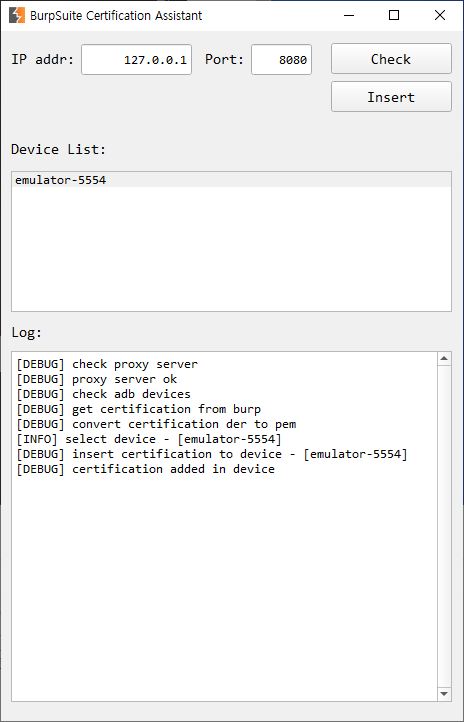 BurpSuite Certification Assistant
IP addr: 127.0.0.1 Port: 8080 Check
Insert
Device List:
emulator-5554
Log:
[DEBUG] check proxy server
[DEBUG] proxy server ok
[DEBUG] check adb devices
[DEBUG] get certification from burp
[DEBUG] convert certification der to pem
[INFO] select device - [emulator-5554]
[DEBUG] insert certification to device - [emulator-5554]
[DEBUG] certification added in device